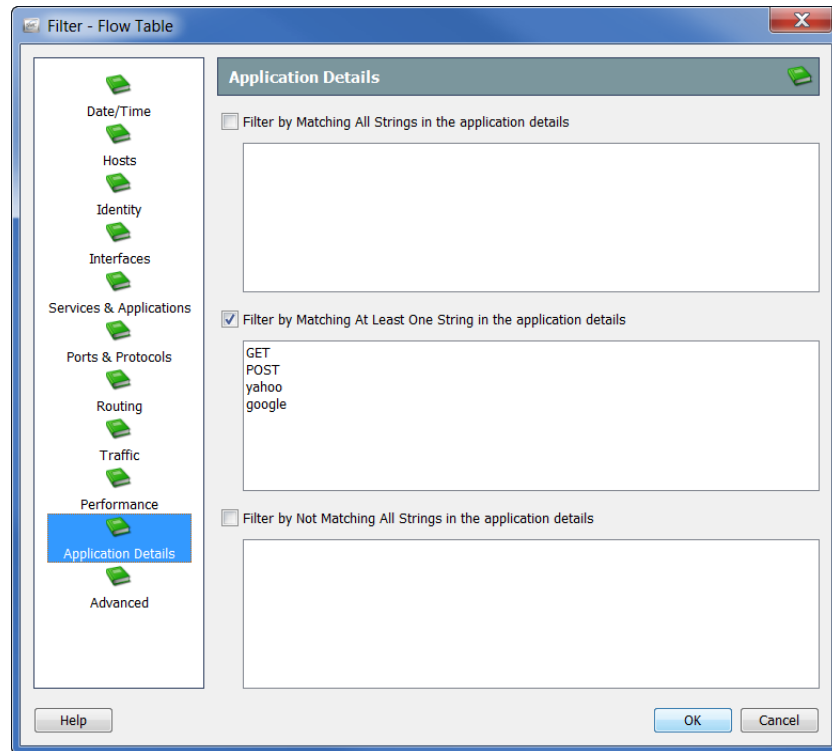 Filter - Flow Table
Date/Time
Hosts
Identity
Interfaces
Services & Applications
Ports & Protocols
Routing
Traffic
Performance
Application Details
Advanced
Application Details
Filter by Matching All Strings in the application details
Filter by Matching At Least One String in the application details
GET
POST
yahoo
google
Filter by Not Matching All Strings in the application details
Help
OK
Cancel